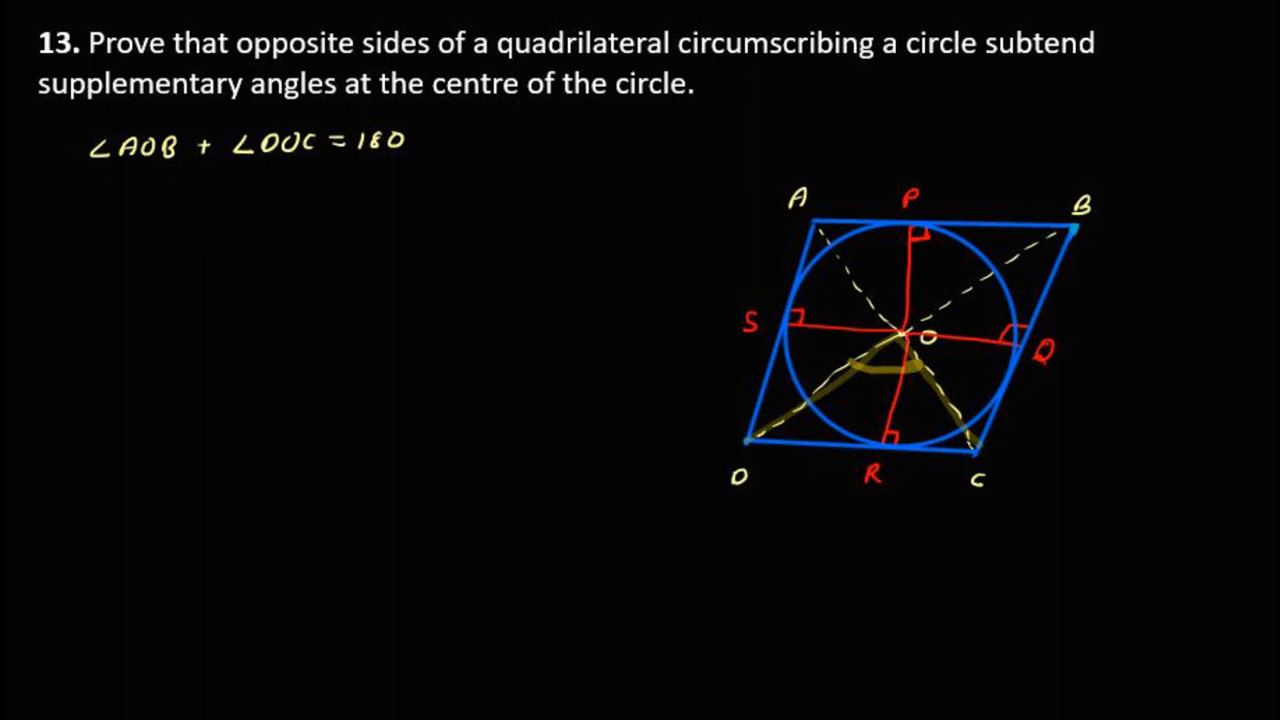 13. Prove that opposite sides of a quadrilateral circumscribing a circle subtend
supplementary angles at the centre of the circle.
∠AOB + ∠DOC = 180
A P B
S O Q
D R C